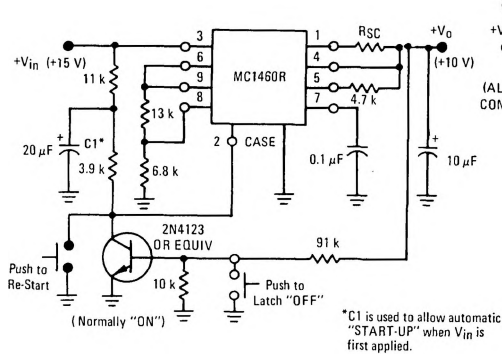 3
6
9
8
MC1460R
1
4
5
7
RSC
+Vo
(+10 V)
+V
(AL
CON
+Vin (+15 V)
11 k
13 k
4.7 k
2
CASE
20 µF
+
C1*
3.9 k
6.8 k
0.1 µF
+
10 µF
2N4123
OR EQUIV
91 k
Push to
Re-Start
10 k
Push to
Latch "OFF"
(Normally "ON")
*C1 is used to allow automatic
"START-UP" when Vin is
first applied.